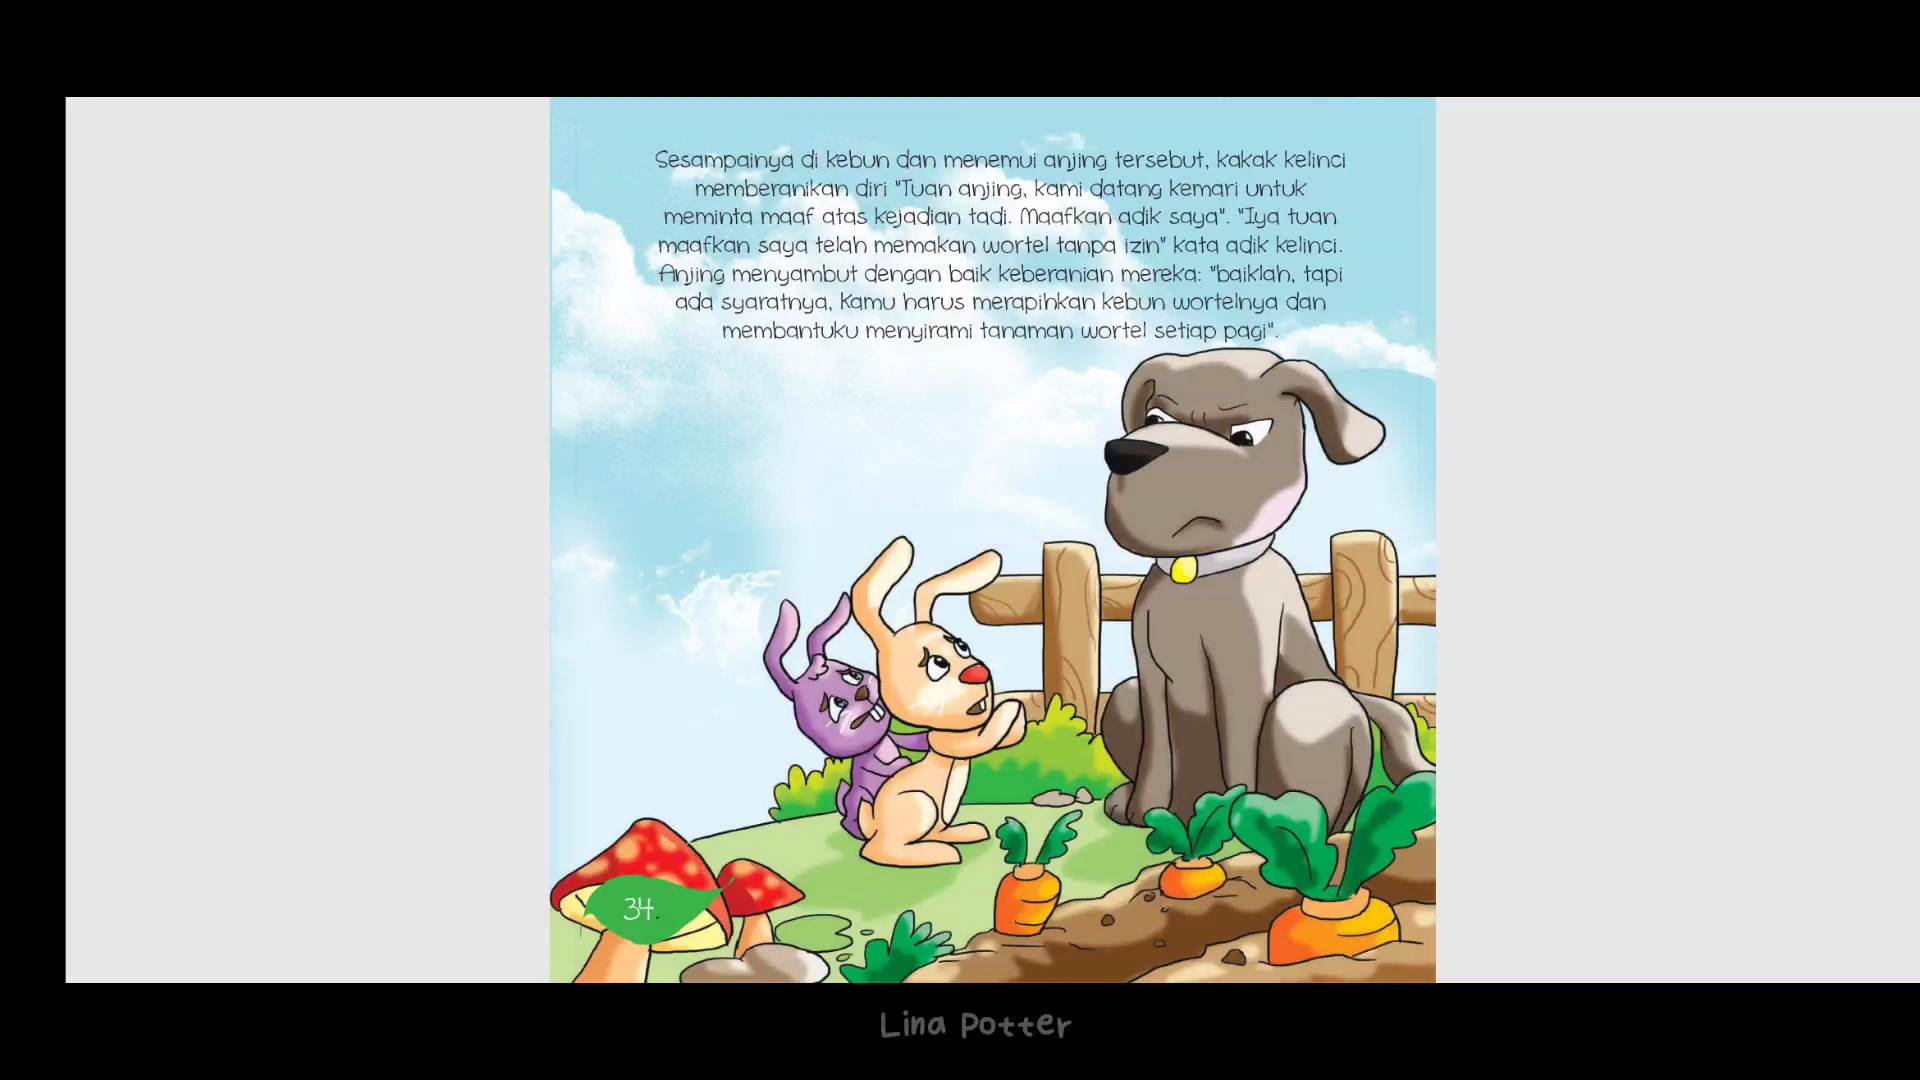 Sesampainya di kebun dan menemui anjing tersebut, kakak kelinci
memberanikan diri "Tuan anjing, kami datang kemari untuk
meminta maaf atas kejadian tadi. Maafkan adik saya". "Iya tuan
maafkan saya telah memakan wortel tanpa izin" kata adik kelinci.
Anjing menyambut dengan baik keberanian mereka: "baiklah, tapi
ada syaratnya, Kamu harus merapihkan kebun wortelnya dan
membantuku menyirami tanaman wortel setiap pagi".
34.
Lina Potter